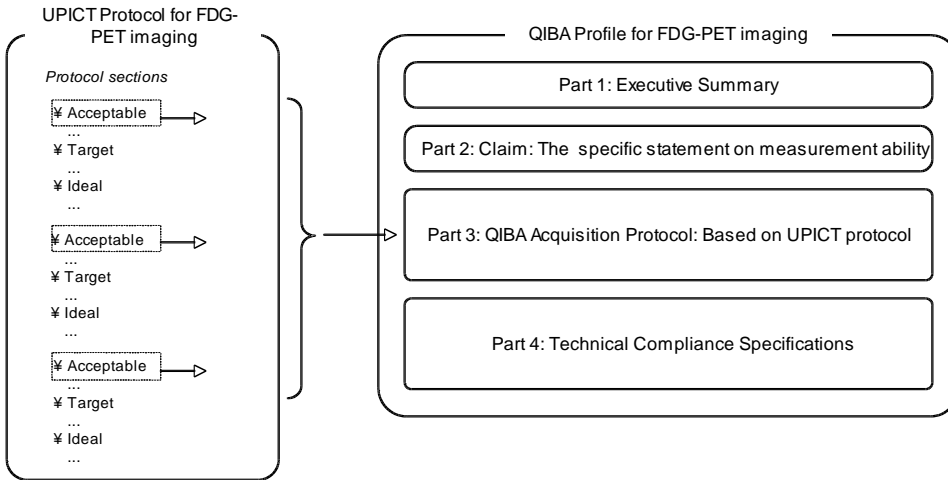 UPICT Protocol for FDG-
PET imaging
Protocol sections
¥ Acceptable
...
¥ Target
...
¥ Ideal
...
¥ Acceptable
...
¥ Target
...
¥ Ideal
...
¥ Acceptable
...
¥ Target
...
¥ Ideal
...
QIBA Profile for FDG-PET imaging
Part 1: Executive Summary
Part 2: Claim: The specific statement on measurement ability
Part 3: QIBA Acquisition Protocol: Based on UPICT protocol
Part 4: Technical Compliance Specifications